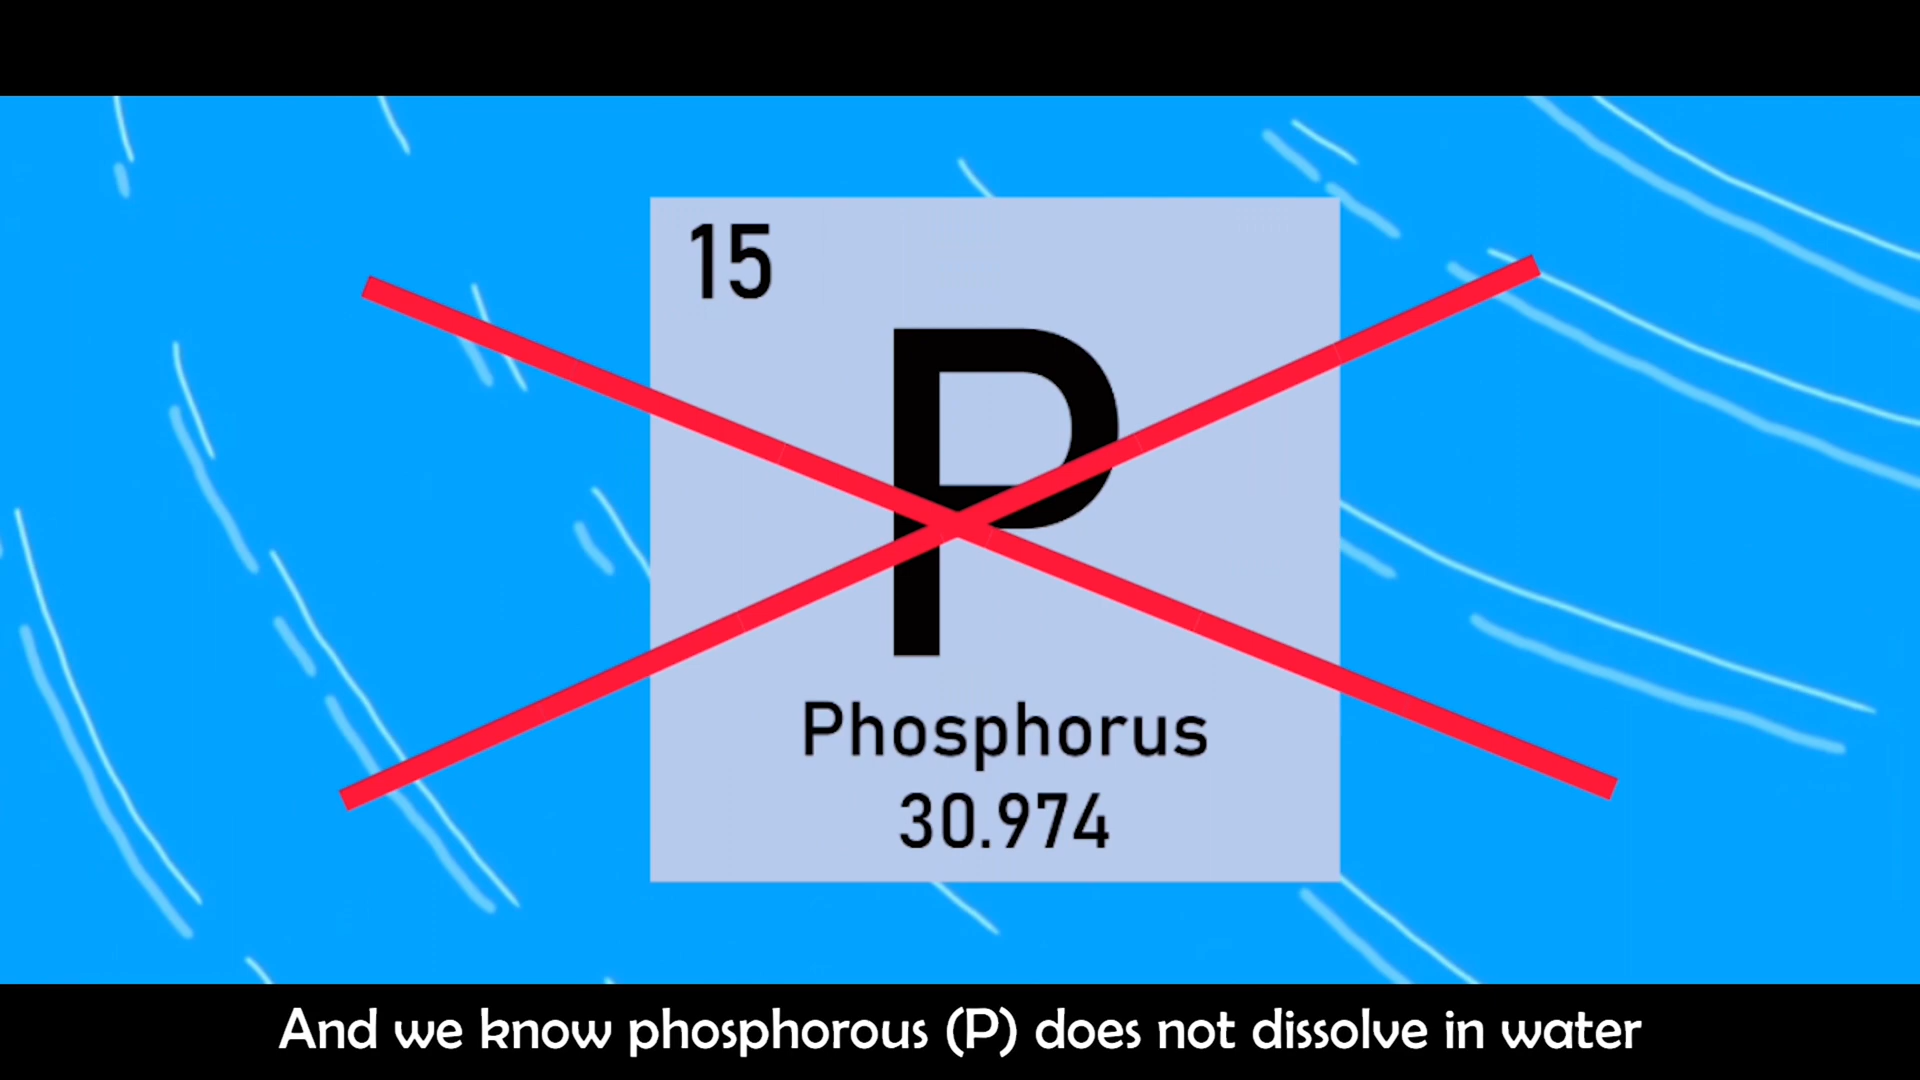 15
P
Phosphorus
30.974
And we know phosphorous (P) does not dissolve in water